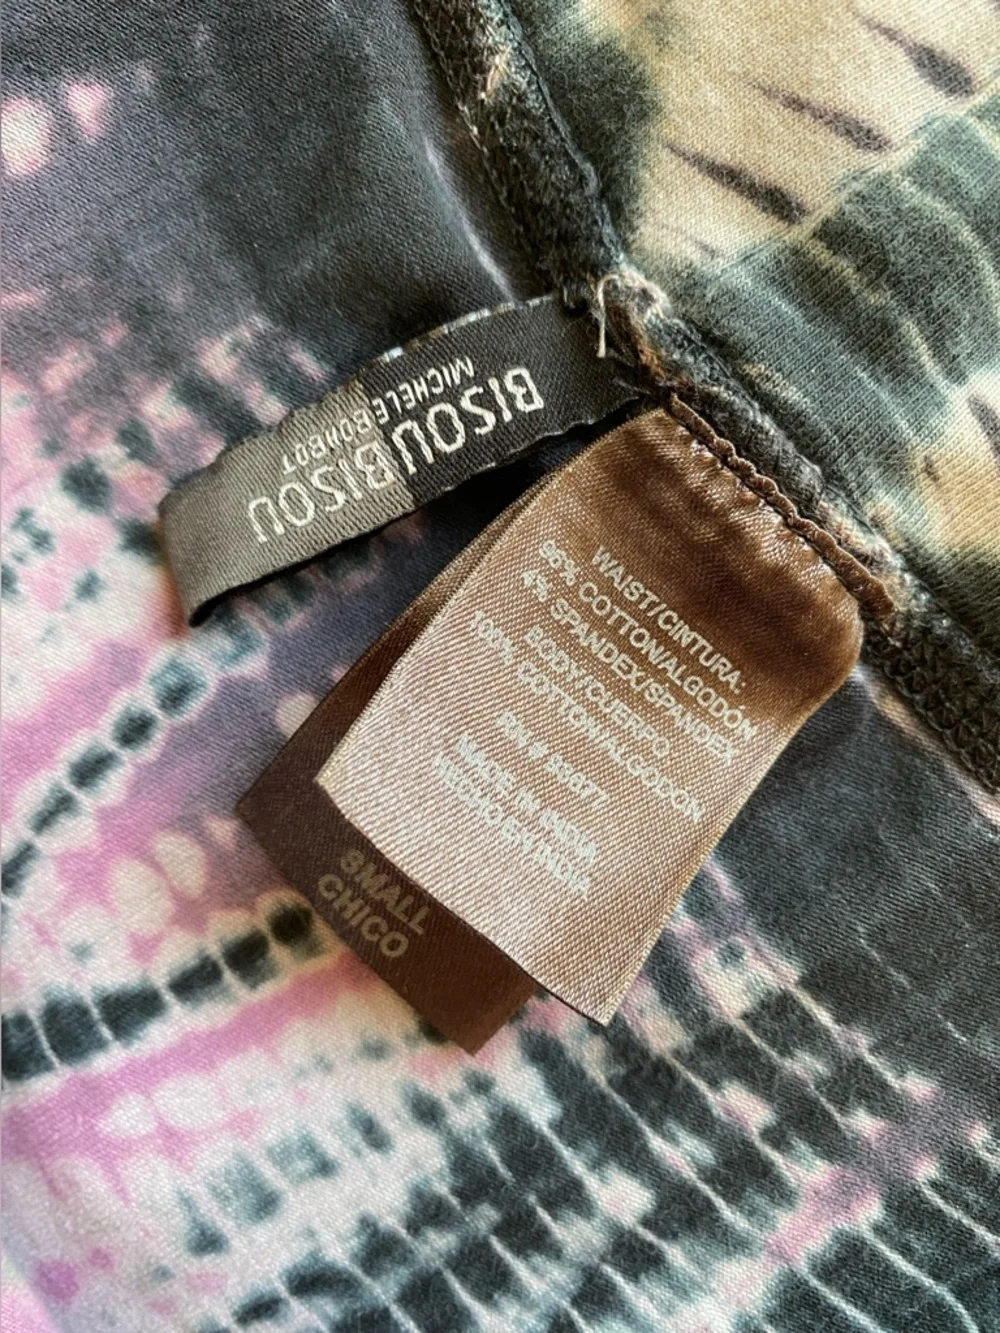 BISOU BISOU
MICHELE BOHBOT
WAIST/CINTURA:
96% COTTON/ALGODÓN
4% SPANDEX/SPANDEX
BODY/CUERPO
100% COTTON/ALGODÓN
RN #
MADE IN INDIA
HECHO EN INDIA
SMALL
CHICO